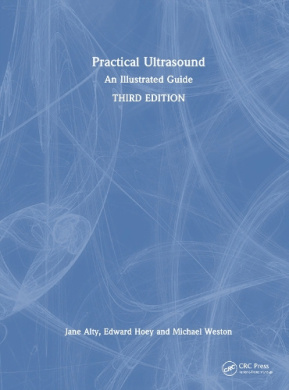 Practical Ultrasound
An Illustrated Guide
THIRD EDITION
Jane Alty, Edward Hoey and Michael Weston
CRC Press